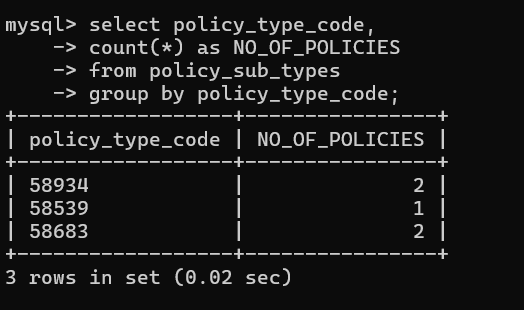 mysql> select policy_type_code,
    -> count(*) as NO_OF_POLICIES
    -> from policy_sub_types
    -> group by policy_type_code;
+------------------+----------------+
| policy_type_code | NO_OF_POLICIES |
+------------------+----------------+
| 58934            |              2 |
| 58539            |              1 |
| 58683            |              2 |
+------------------+----------------+
3 rows in set (0.02 sec)